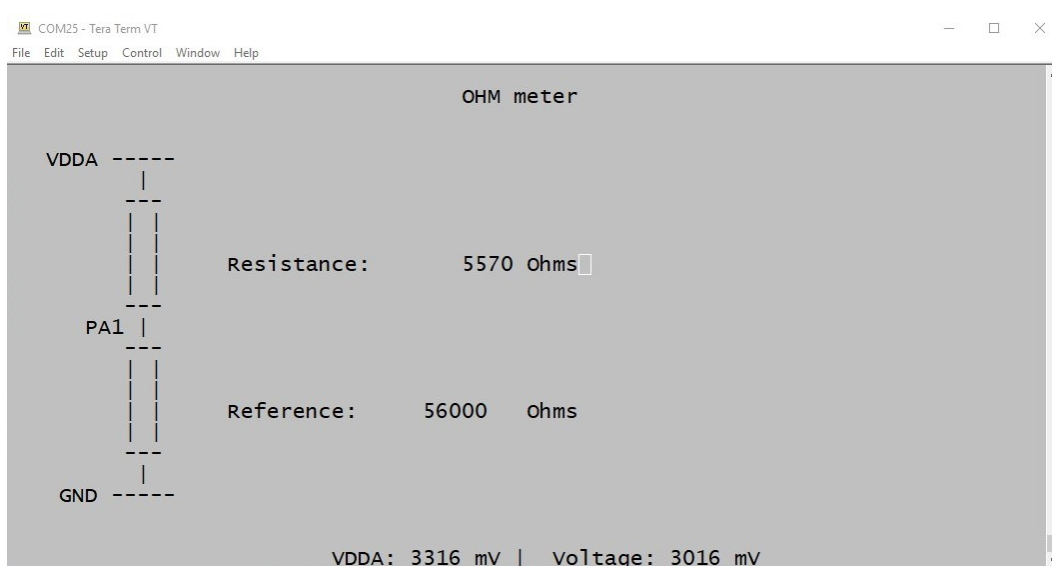 COM25 - Tera Term VT
File Edit Setup Control Window Help
OHM meter
VDDA -----
|
---
| |
| |
Resistance: 5570 Ohms
| |
| |
---
PA1 |
---
| |
| |
Reference: 56000 Ohms
| |
| |
---
|
GND -----
VDDA: 3316 mV | Voltage: 3016 mV